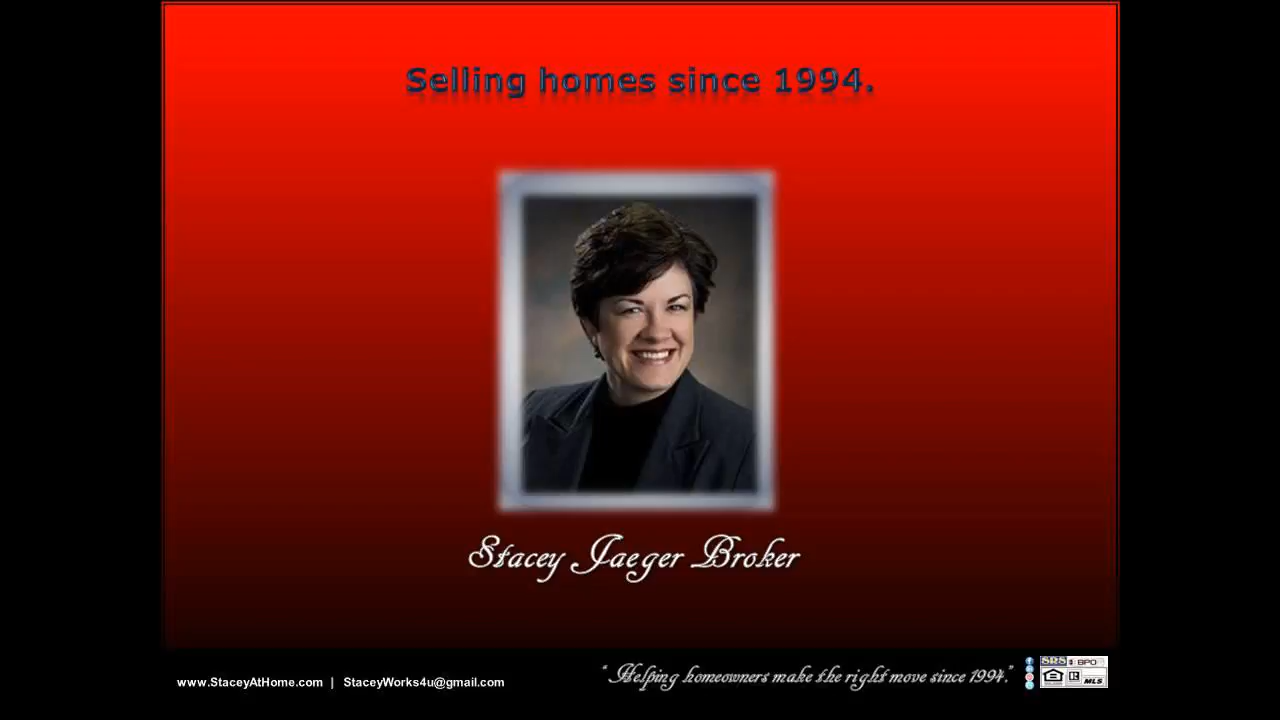 Selling homes since 1994.
Stacey Jaeger Broker
www.StaceyAtHome.com | StaceyWorks4u@gmail.com
“Helping homeowners make the right move since 1994.”
SRS BPO
R MLS